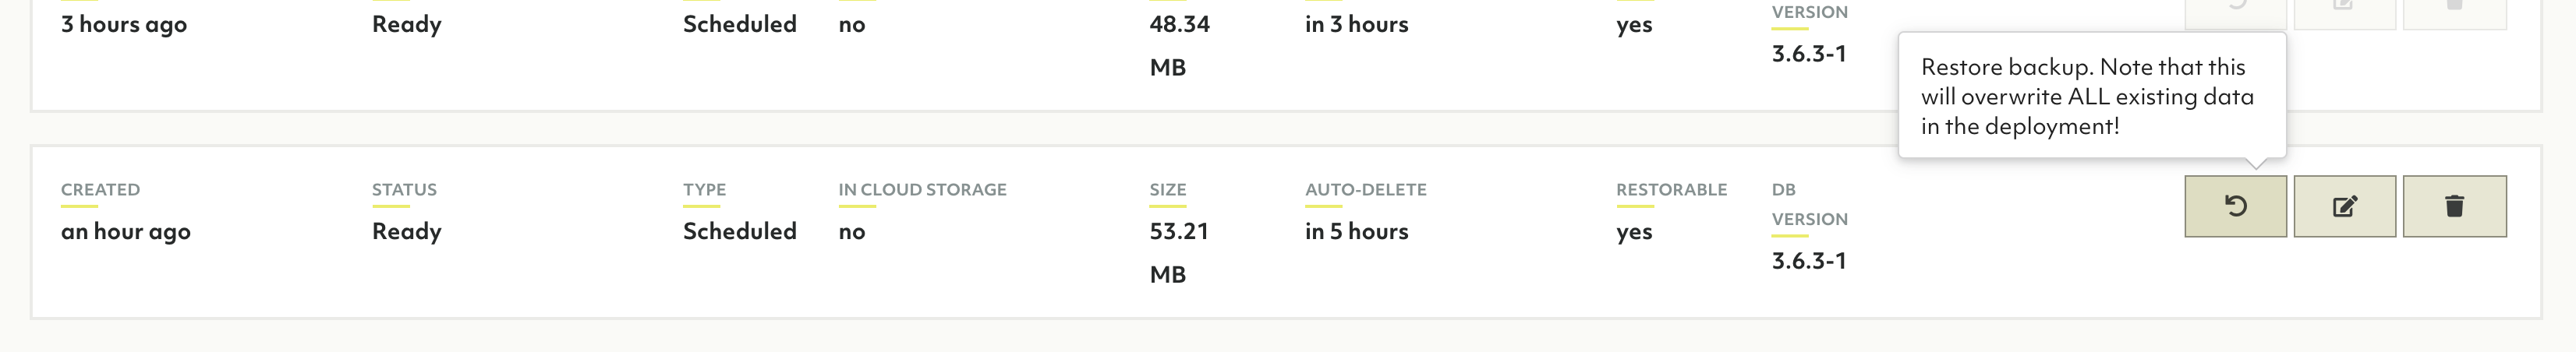 VERSION
3 hours ago Ready Scheduled no 48.34 in 3 hours yes
3.6.3-1
MB
Restore backup. Note that this
will overwrite ALL existing data
in the deployment!
CREATED STATUS TYPE IN CLOUD STORAGE SIZE AUTO-DELETE RESTORABLE DB
VERSION
an hour ago Ready Scheduled no 53.21 in 5 hours yes
3.6.3-1
MB